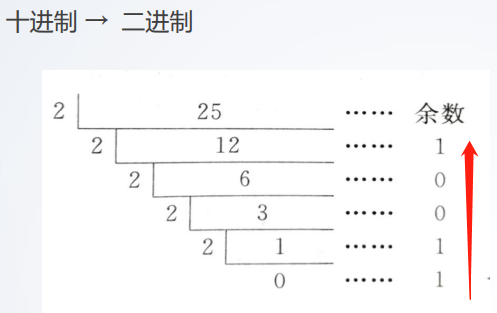 十进制 → 二进制
2 25 …… 余数
2 12 …… 1
2 6 …… 0
2 3 …… 0
2 1 …… 1
0 …… 1